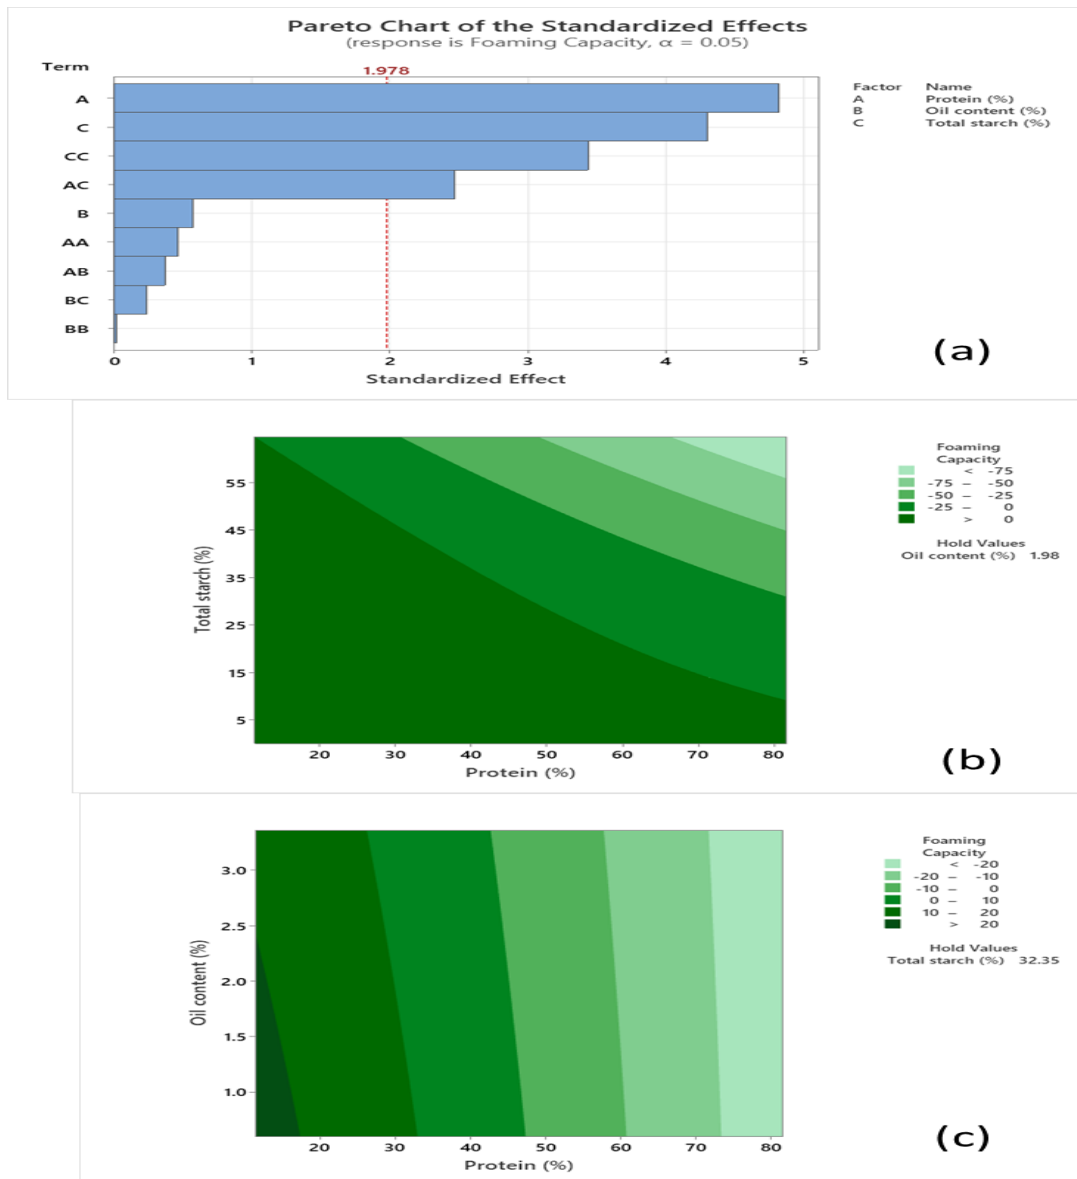 Pareto Chart of the Standardized Effects
(response is Foaming Capacity, α = 0.05)
Term
1.978
A
C
CC
AC
B
AA
AB
BC
BB
0 1 2 3 4 5
Standardized Effect
Factor Name
A Protein (%)
B Oil content (%)
C Total starch (%)
(a)
Total starch (%)
55
45
35
25
15
5
20 30 40 50 60 70 80
Protein (%)
Foaming
Capacity
< -75
-75 – -50
-50 – -25
-25 – 0
> 0
Hold Values
Oil content (%) 1.98
(b)
Oil content (%)
3.0
2.5
2.0
1.5
1.0
20 30 40 50 60 70 80
Protein (%)
Foaming
Capacity
< -20
-20 – -10
-10 – 0
0 – 10
10 – 20
> 20
Hold Values
Total starch (%) 32.35
(c)